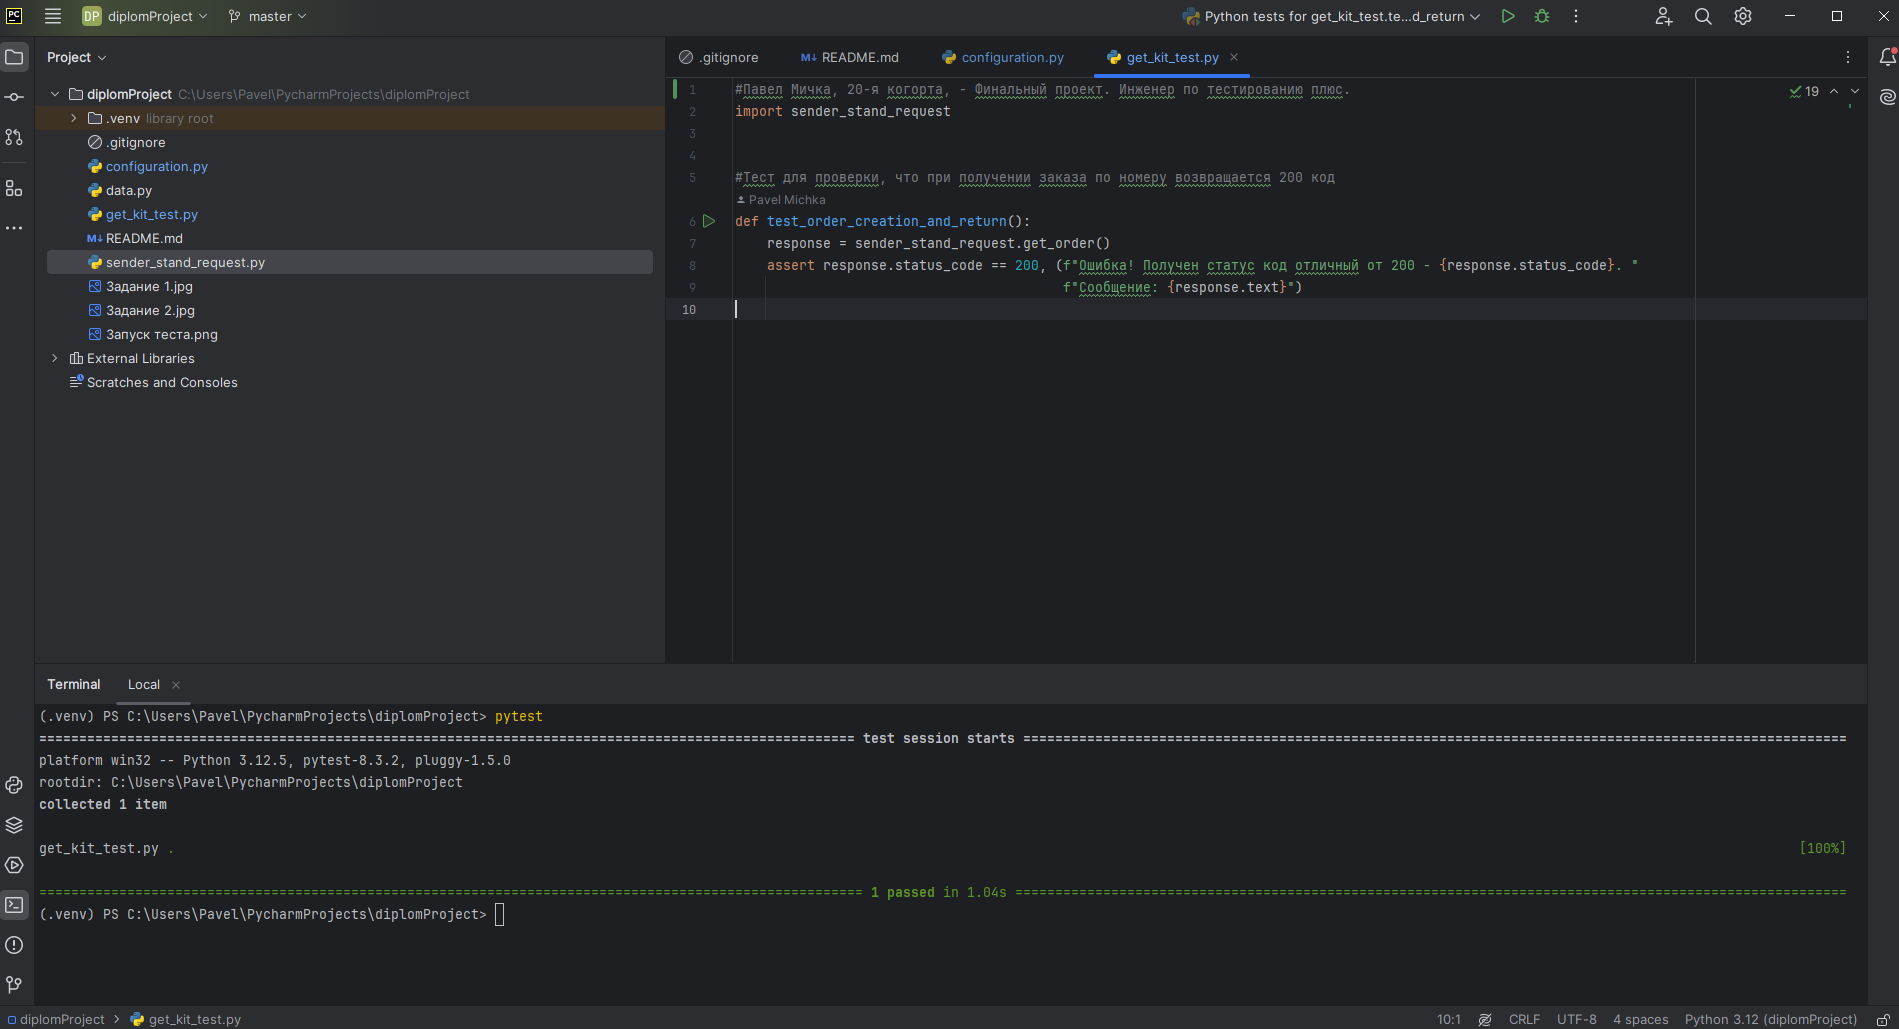 PC DP diplomProject master Python tests for get_kit_test.te...d_return
Project
diplomProject C:\Users\Pavel\PycharmProjects\diplomProject
.venv library root
.gitignore
configuration.py
data.py
get_kit_test.py
M↓ README.md
sender_stand_request.py
Задание 1.jpg
Задание 2.jpg
Запуск теста.png
External Libraries
Scratches and Consoles
.gitignore M↓ README.md configuration.py get_kit_test.py
1 #Павел Мичка, 20-я когорта, - Финальный проект. Инженер по тестированию плюс.
19
2 import sender_stand_request
3
4
5 #Тест для проверки, что при получении заказа по номеру возвращается 200 код
Pavel Michka
6 def test_order_creation_and_return():
7 response = sender_stand_request.get_order()
8 assert response.status_code == 200, (f"Ошибка! Получен статус код отличный от 200 - {response.status_code}. "
9 f"Сообщение: {response.text}")
10
Terminal Local
(.venv) PS C:\Users\Pavel\PycharmProjects\diplomProject> pytest
====================================================================================================== test session starts =======================================================================================================
platform win32 -- Python 3.12.5, pytest-8.3.2, pluggy-1.5.0
rootdir: C:\Users\Pavel\PycharmProjects\diplomProject
collected 1 item
get_kit_test.py . [100%]
======================================================================================================= 1 passed in 1.04s ========================================================================================================
(.venv) PS C:\Users\Pavel\PycharmProjects\diplomProject>
diplomProject > get_kit_test.py 10:1 CRLF UTF-8 4 spaces Python 3.12 (diplomProject)